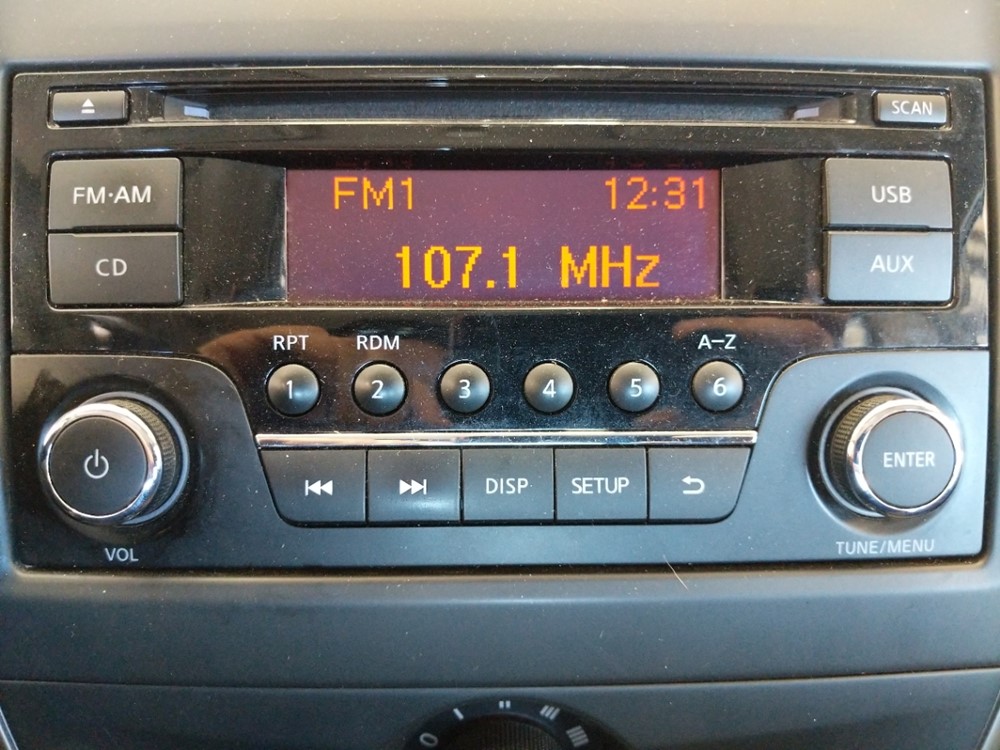 SCAN
FM·AM
FM1 12:31
USB
CD
107.1 MHz
AUX
RPT RDM A–Z
1 2 3 4 5 6
ENTER
DISP SETUP
VOL
TUNE/MENU